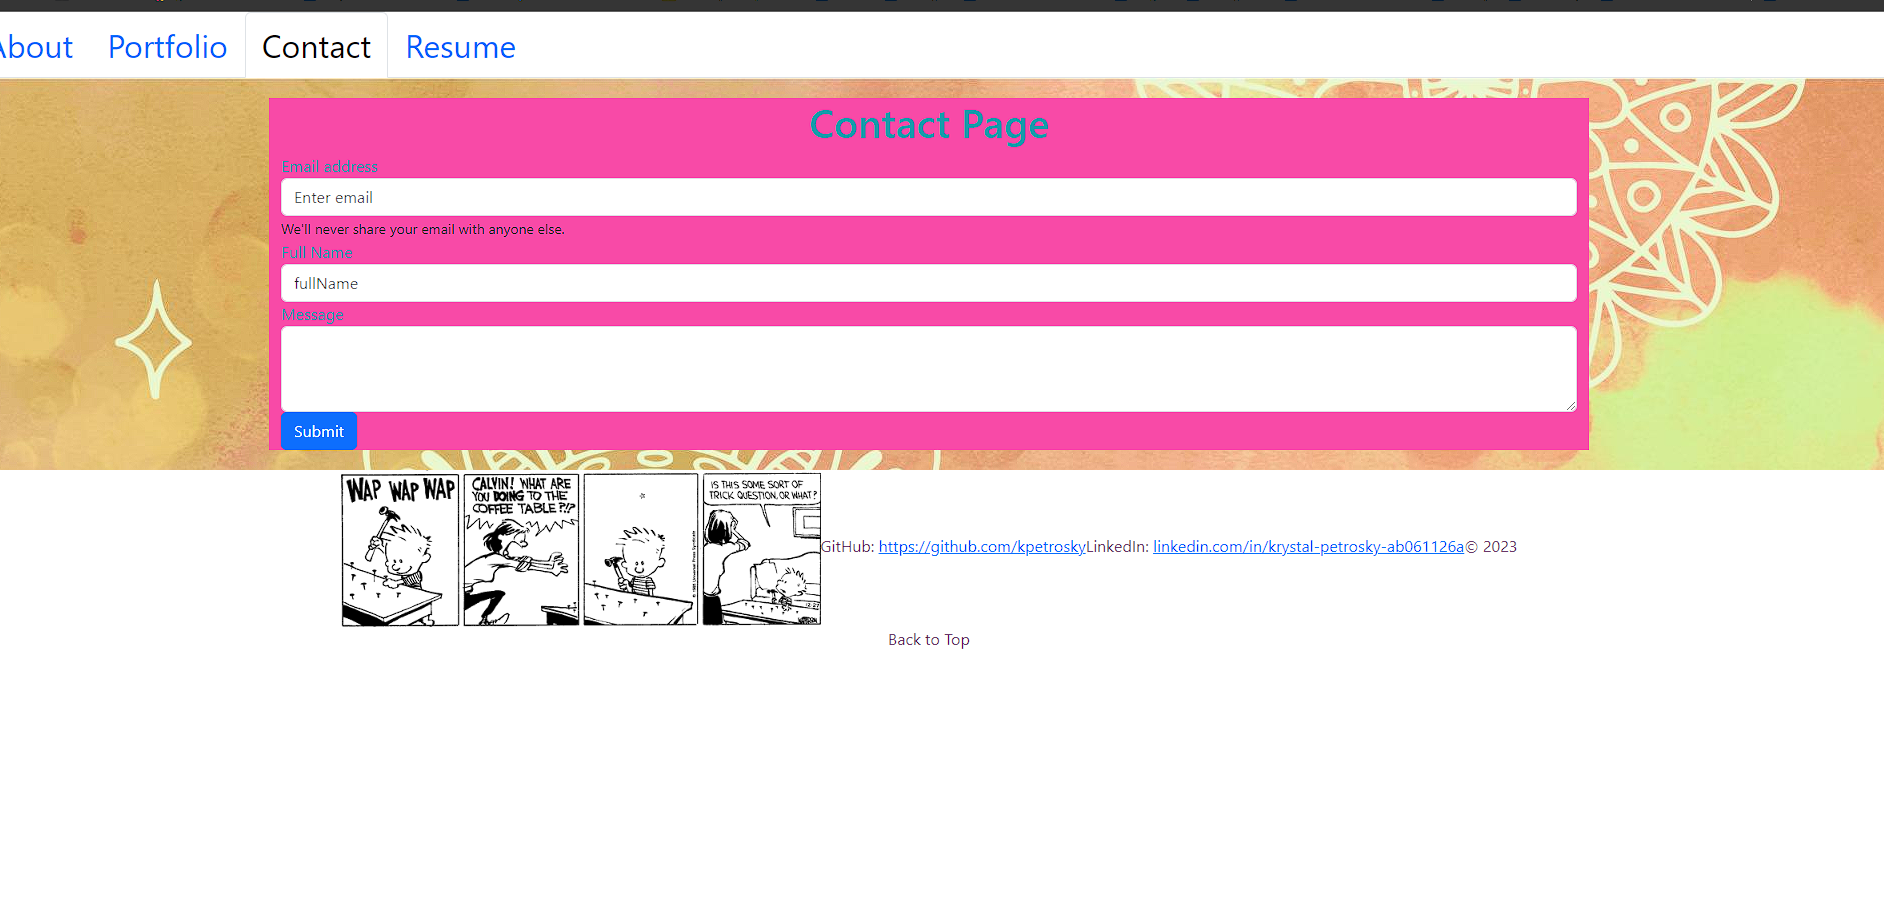 About Portfolio Contact Resume
Contact Page
Email address
Enter email
We'll never share your email with anyone else.
Full Name
fullName
Message
Submit
WAP WAP WAP
CALVIN! WHAT ARE
YOU DOING TO THE
COFFEE TABLE?!?
IS THIS SOME SORT OF
TRICK QUESTION, OR WHAT?
GitHub: https://github.com/kpetroskyLinkedIn: linkedin.com/in/krystal-petrosky-ab061126a© 2023
Back to Top